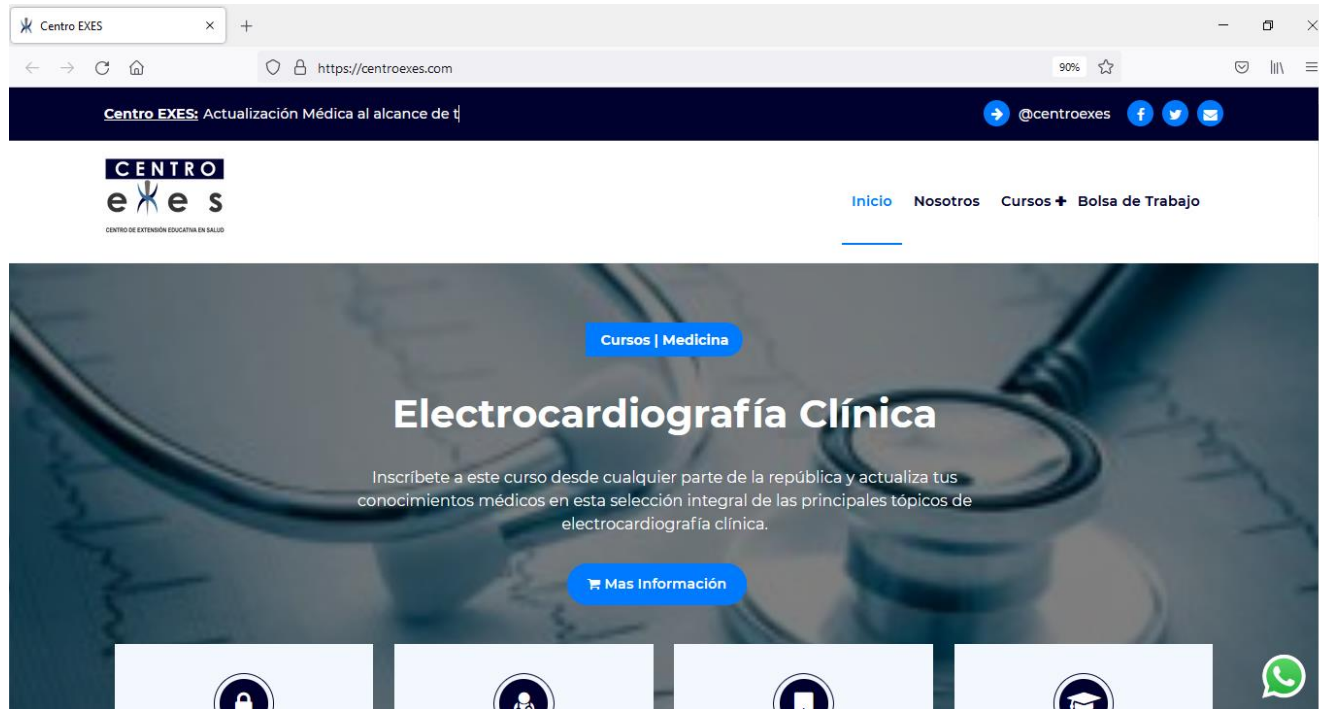 Centro EXES
https://centroexes.com
90%
Centro EXES: Actualización Médica al alcance de t
@centroexes
CENTRO
exes
CENTRO DE EXTENSIÓN EDUCATIVA EN SALUD
Inicio Nosotros Cursos + Bolsa de Trabajo
Cursos | Medicina
Electrocardiografía Clínica
Inscríbete a este curso desde cualquier parte de la república y actualiza tus
conocimientos médicos en esta selección integral de las principales tópicos de
electrocardiografía clínica.
Mas Información